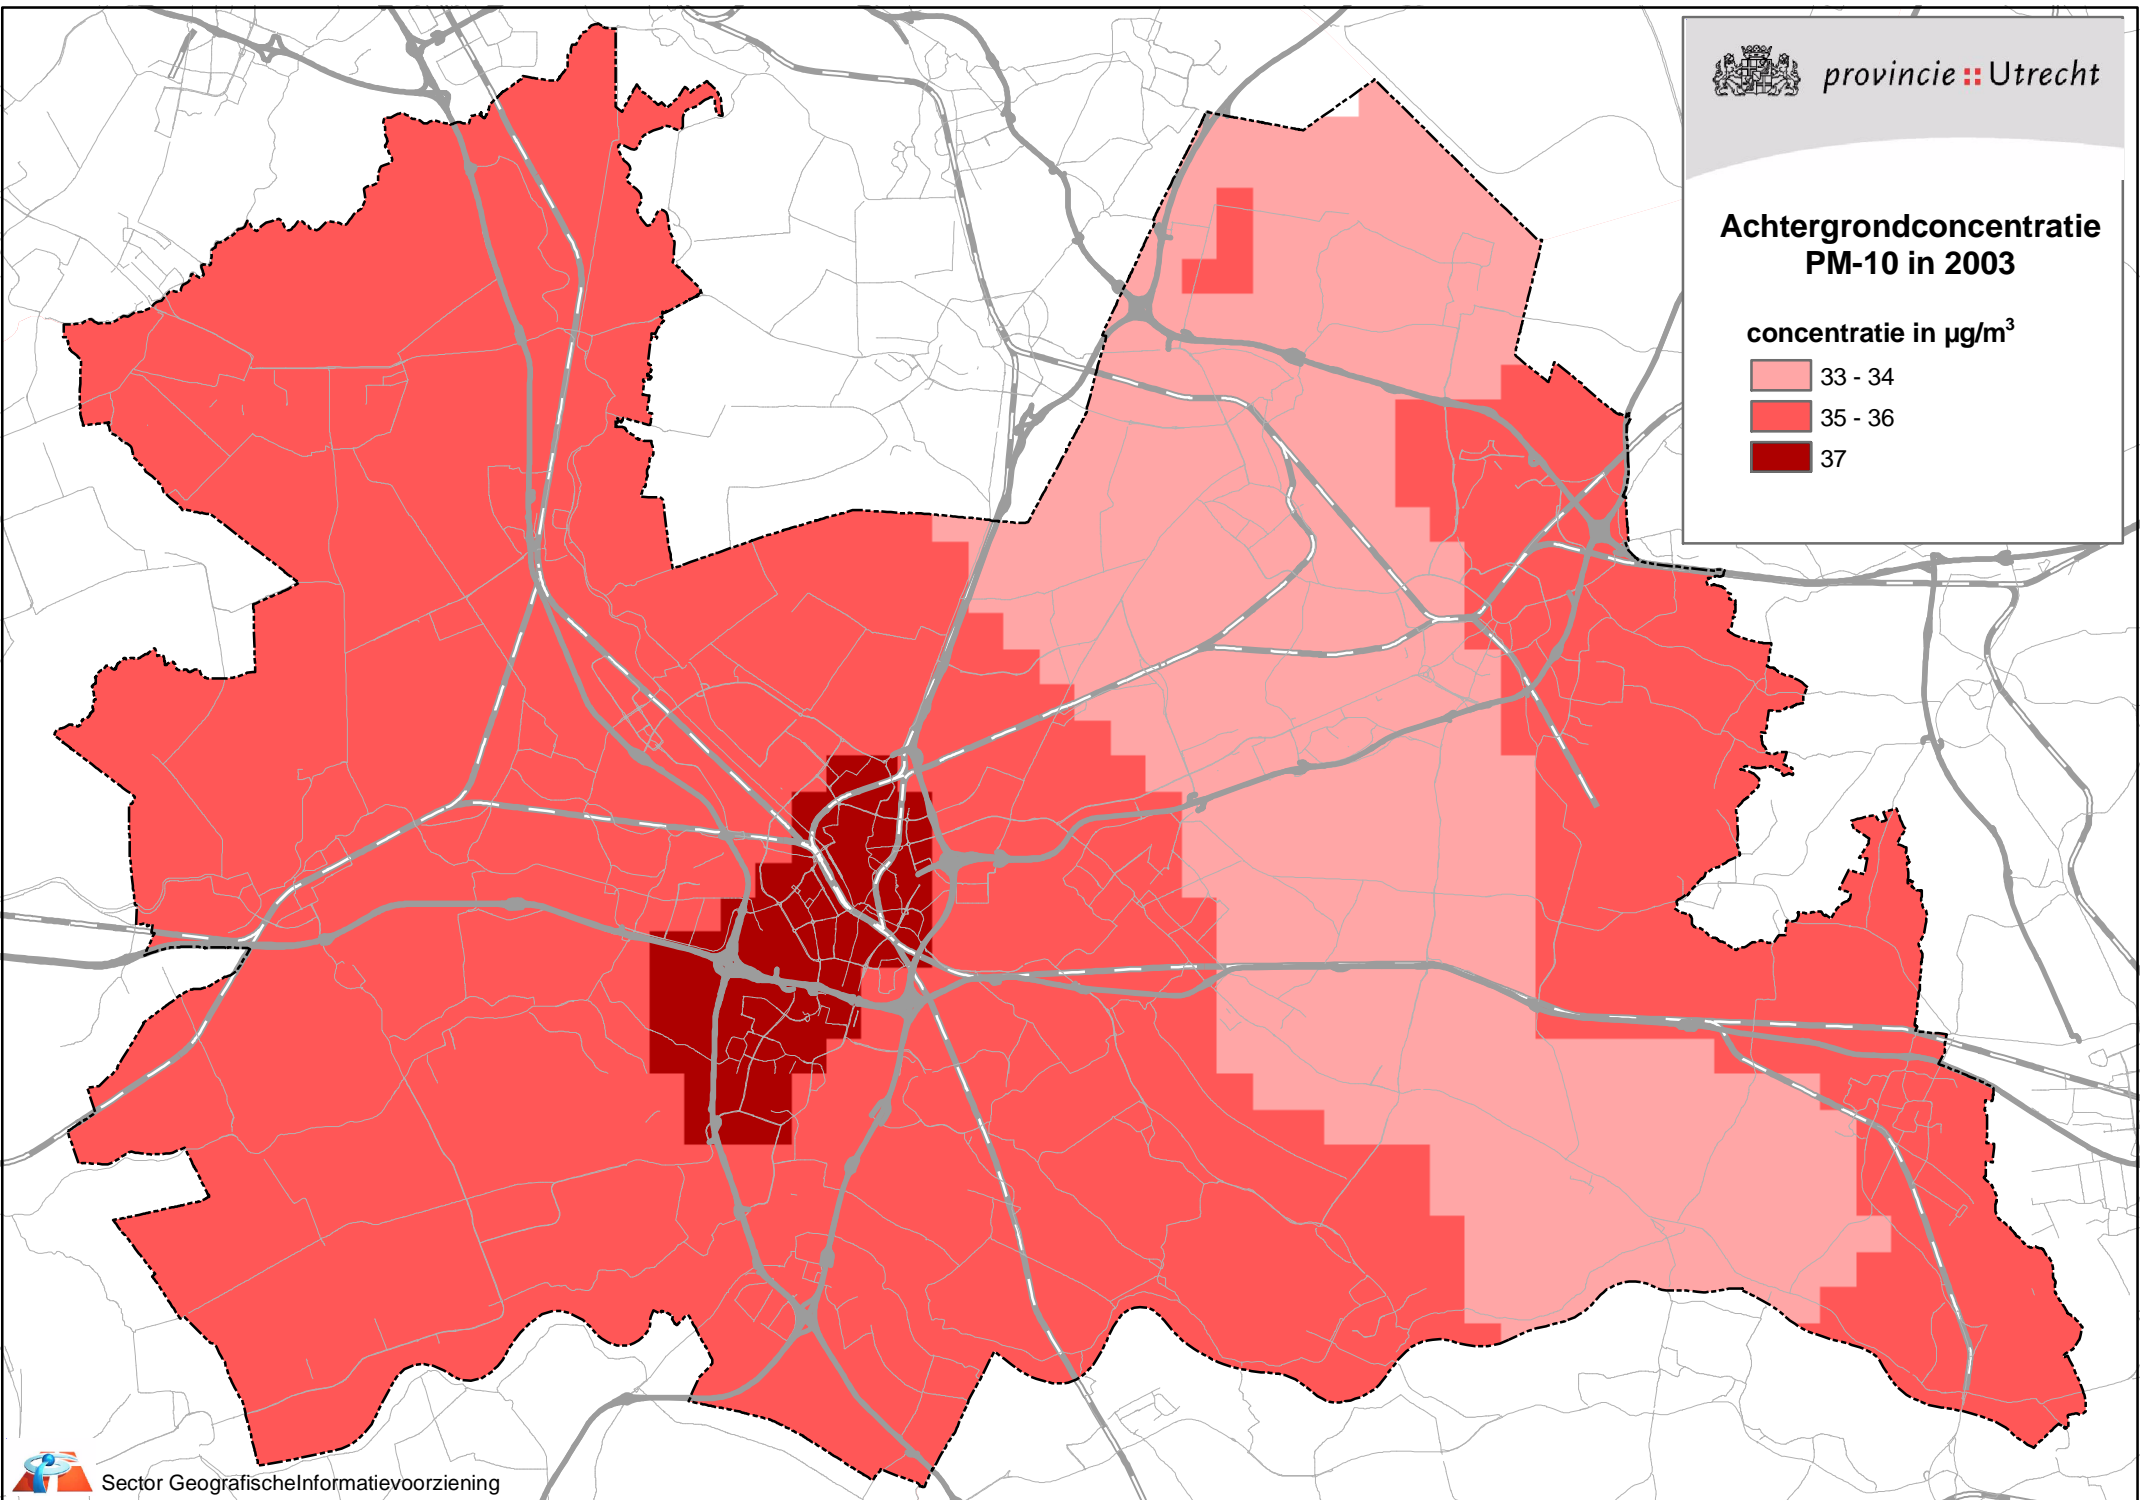 provincie :: Utrecht
Achtergrondconcentratie
PM-10 in 2003
concentratie in µg/m³
33 - 34
35 - 36
37
Sector GeografischeInformatievoorziening